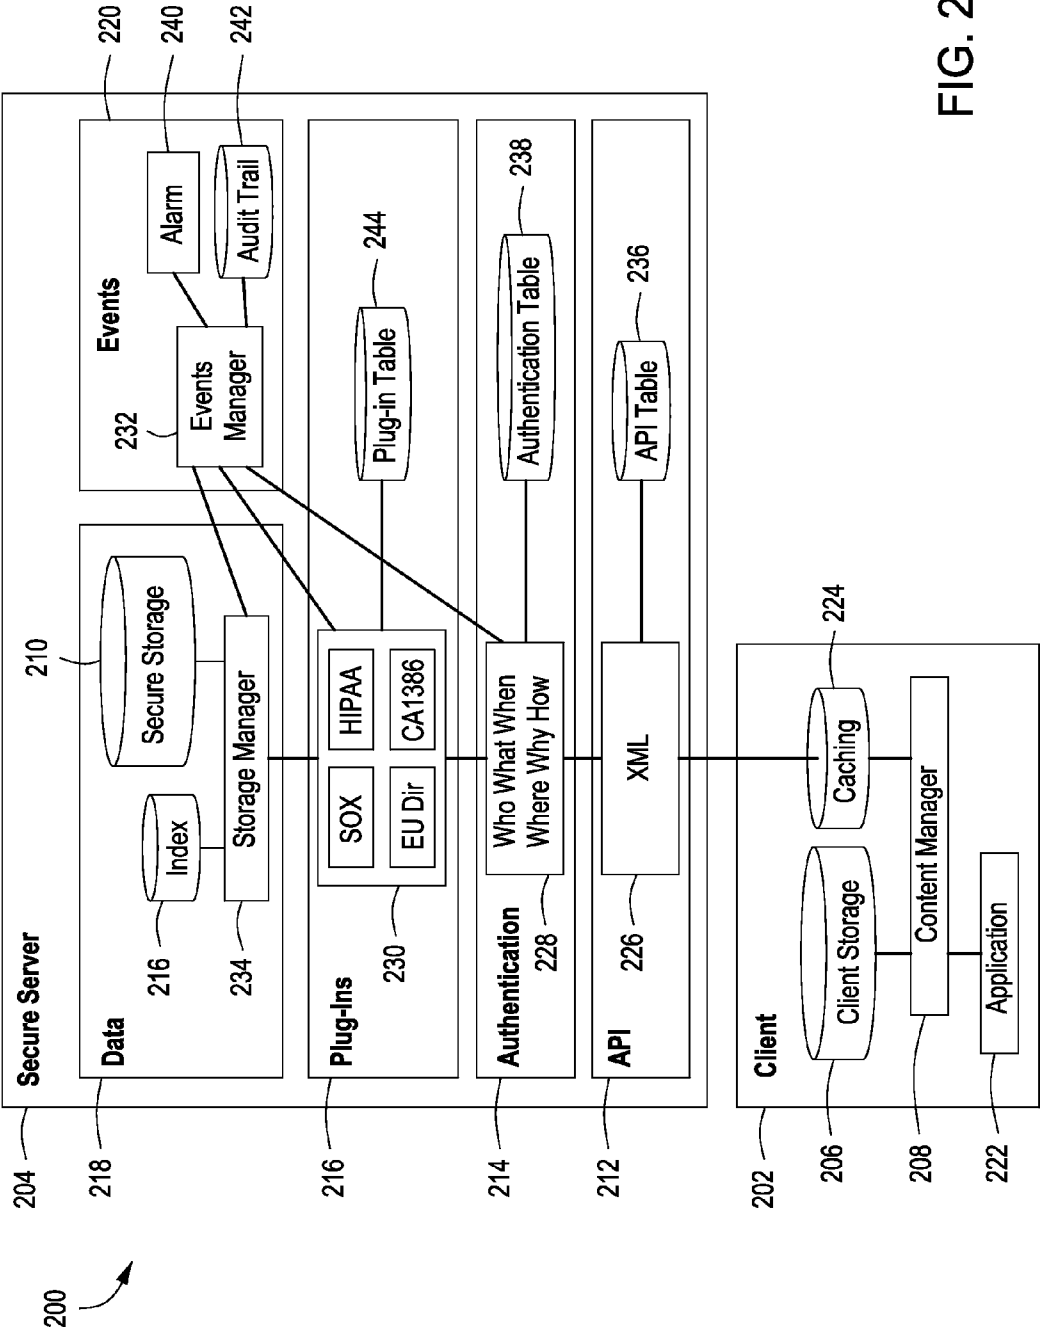 200
204
Secure Server
218
Data
216
Index
210
Secure Storage
234
Storage Manager
220
Events
232
Events
Manager
240
Alarm
242
Audit Trail
216
Plug-Ins
230
SOX
HIPAA
EU Dir
CA1386
Plug-in Table
244
214
Authentication
228
Who What When
Where Why How
Authentication Table
238
212
API
226
XML
API Table
236
202
Client
206
Client Storage
Caching
224
208
Content Manager
222
Application
FIG. 2